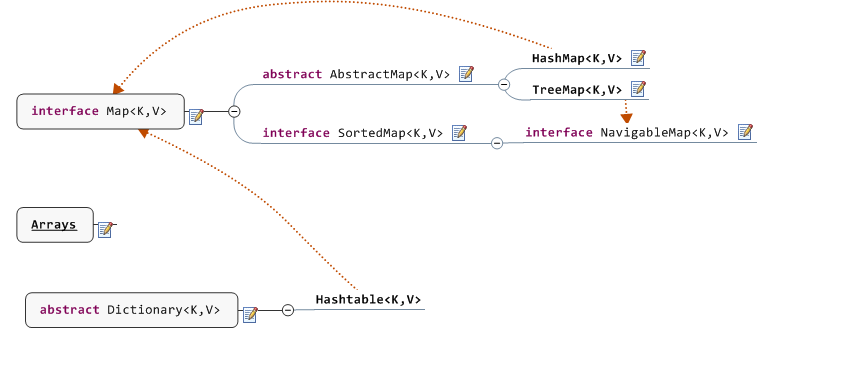 HashMap<K,V>
abstract AbstractMap<K,V>
TreeMap<K,V>
interface Map<K,V>
interface SortedMap<K,V>
interface NavigableMap<K,V>
Arrays
Hashtable<K,V>
abstract Dictionary<K,V>